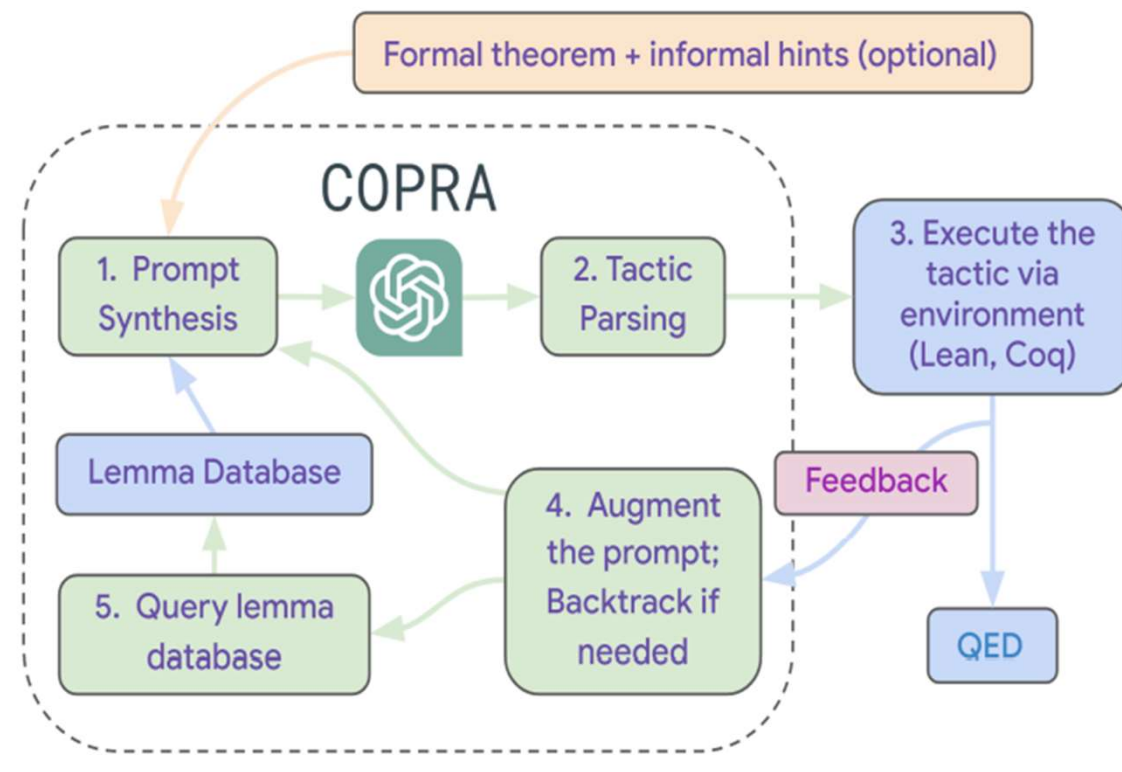 Formal theorem + informal hints (optional)
COPRA
1. Prompt
Synthesis
2. Tactic
Parsing
3. Execute the
tactic via
environment
(Lean, Coq)
Lemma Database
Feedback
4. Augment
the prompt;
Backtrack if
needed
5. Query lemma
database
QED